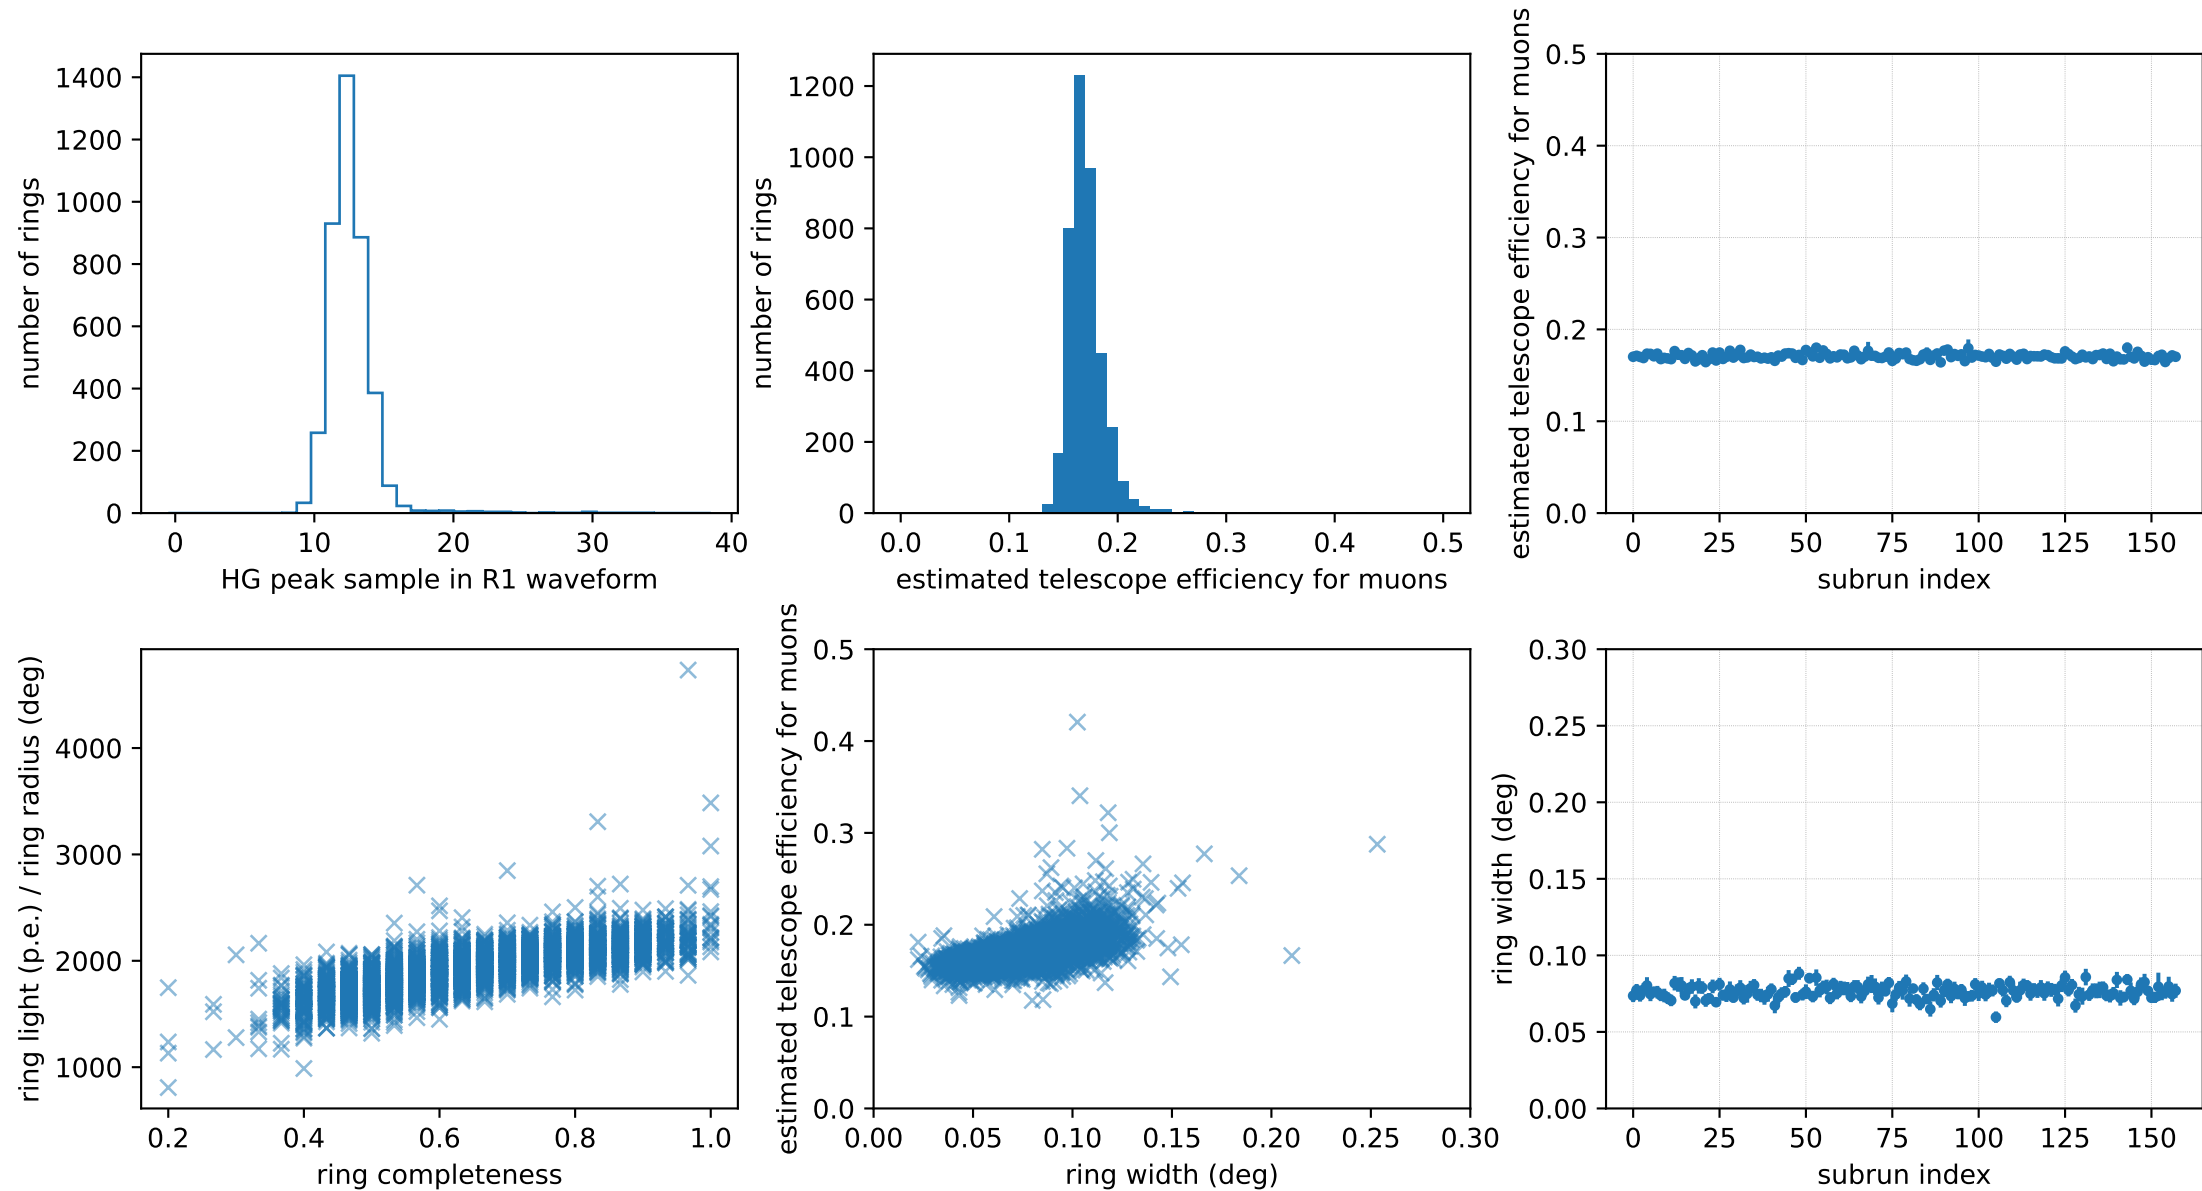 number of rings
1400
1200
1000
800
600
400
200
0
0 10 20 30 40
HG peak sample in R1 waveform
number of rings
1200
1000
800
600
400
200
0
0.0 0.1 0.2 0.3 0.4 0.5
estimated telescope efficiency for muons
estimated telescope efficiency for muons
0.5
0.4
0.3
0.2
0.1
0.0
0 25 50 75 100 125 150
subrun index
ring light (p.e.) / ring radius (deg)
4000
3000
2000
1000
0.2 0.4 0.6 0.8 1.0
ring completeness
estimated telescope efficiency for muons
0.5
0.4
0.3
0.2
0.1
0.0
0.00 0.05 0.10 0.15 0.20 0.25 0.30
ring width (deg)
ring width (deg)
0.30
0.25
0.20
0.15
0.10
0.05
0.00
0 25 50 75 100 125 150
subrun index